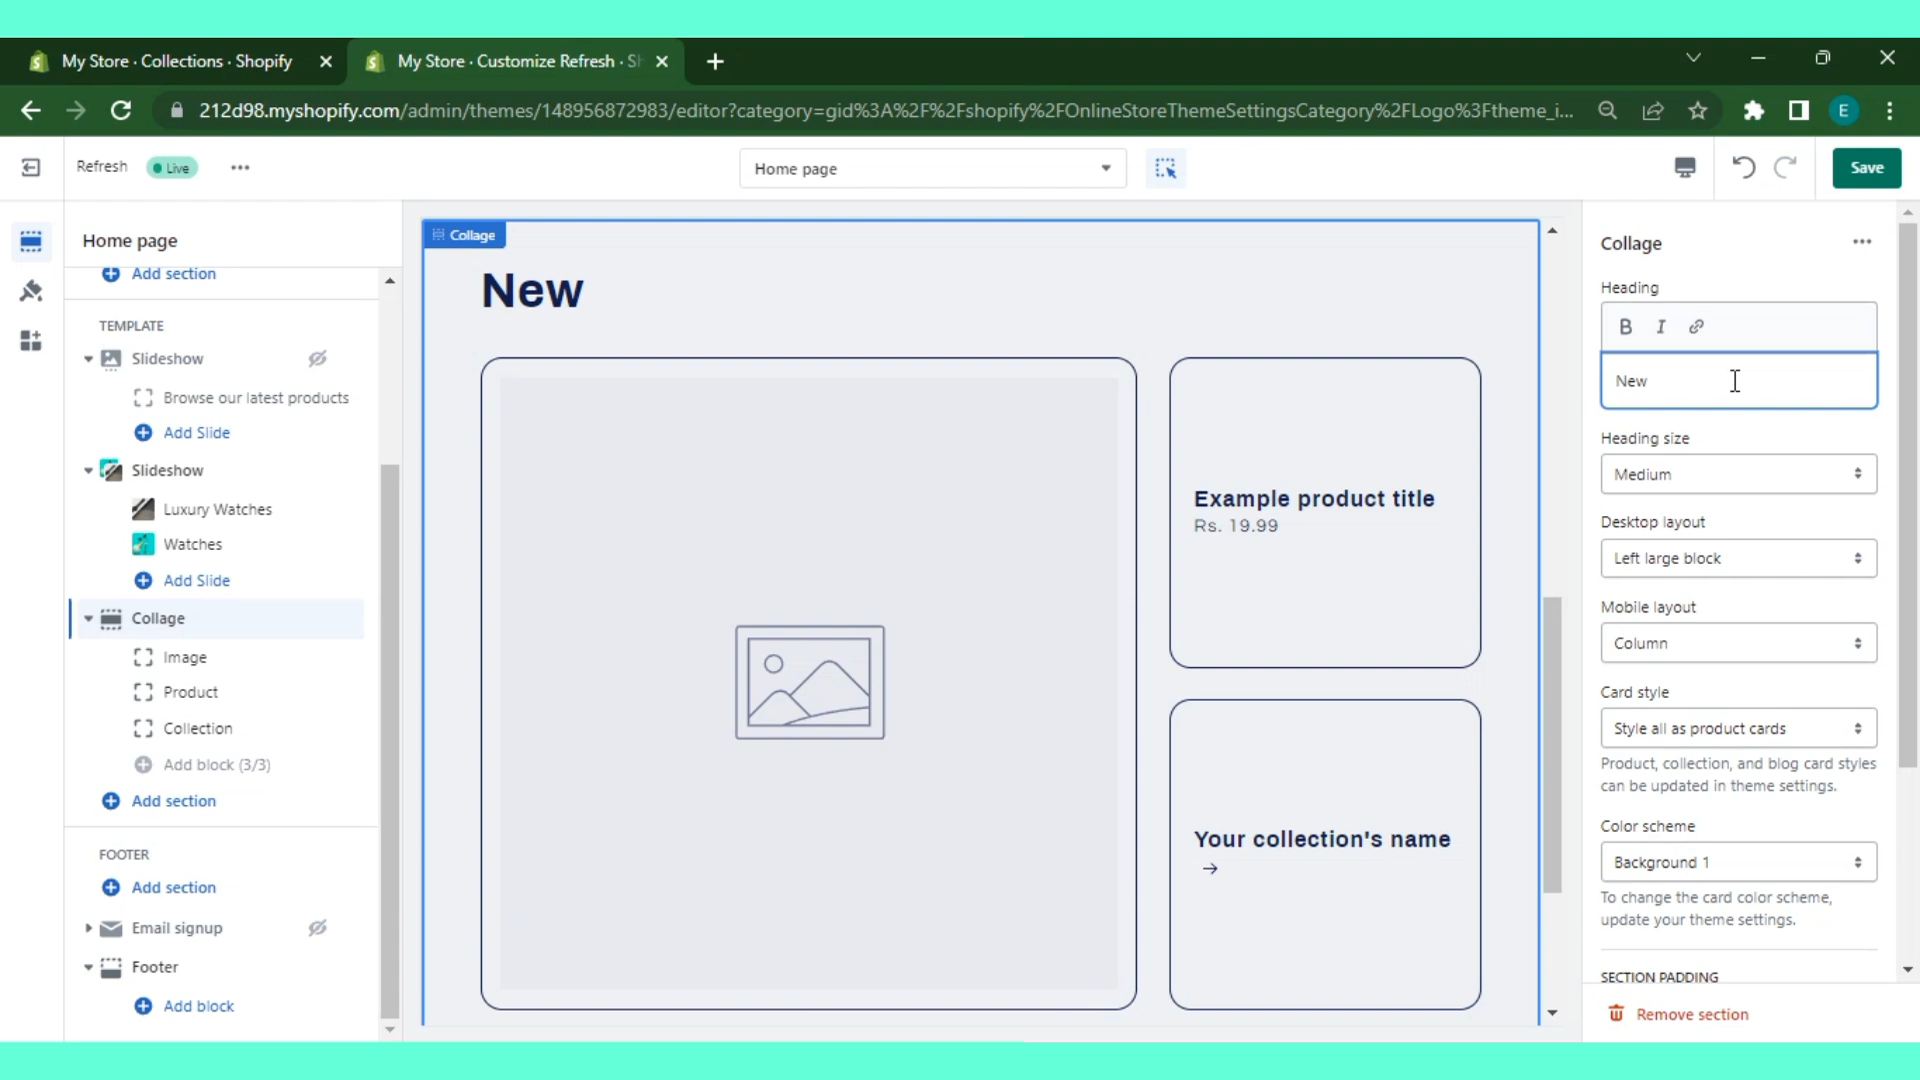 My Store · Collections · Shopify
My Store · Customize Refresh · Sh
212d98.myshopify.com/admin/themes/148956872983/editor?category=gid%3A%2F%2Fshopify%2FOnlineStoreThemeSettingsCategory%2FLogo%3Ftheme_i...
E
Refresh
Live
Home page
Save
Home page
Add section
TEMPLATE
Slideshow
Browse our latest products
Add Slide
Slideshow
Luxury Watches
Watches
Add Slide
Collage
Image
Product
Collection
Add block (3/3)
Add section
FOOTER
Add section
Email signup
Footer
Add block
Collage
New
Example product title
Rs. 19.99
Your collection's name
Collage
Heading
B I
New
Heading size
Medium
Desktop layout
Left large block
Mobile layout
Column
Card style
Style all as product cards
Product, collection, and blog card styles
can be updated in theme settings.
Color scheme
Background 1
To change the card color scheme,
update your theme settings.
SECTION PADDING
Remove section